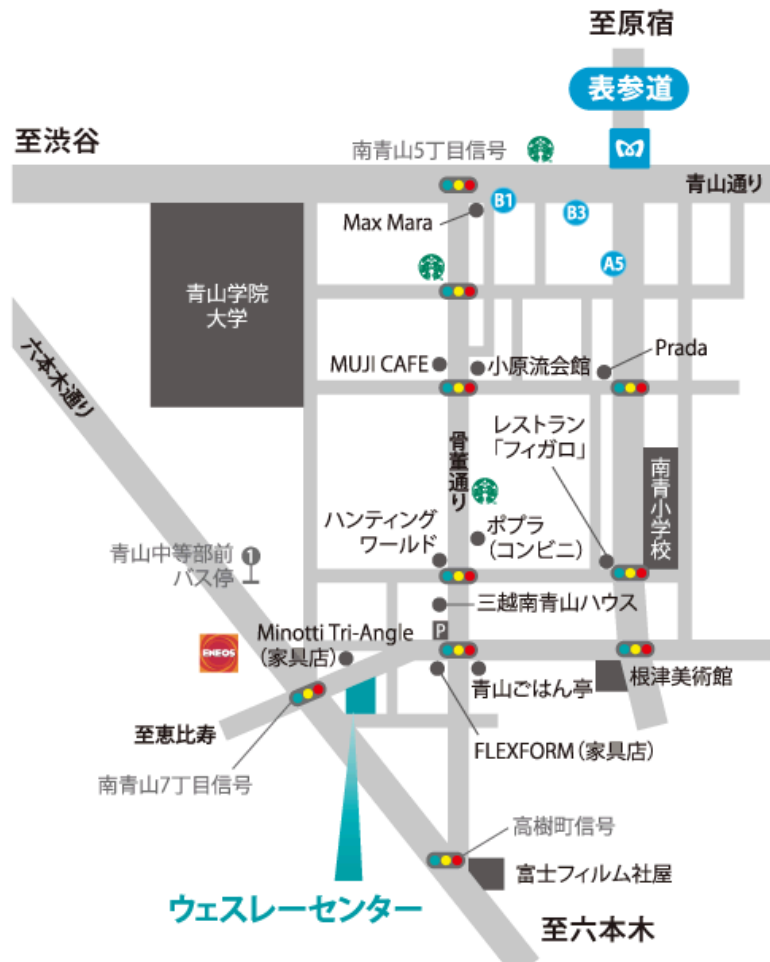 至原宿
表参道
至渋谷
南青山5丁目信号
青山通り
B1
B3
Max Mara
A5
青山学院
大学
六本木通り
MUJI CAFE
小原流会館
Prada
骨董通り
レストラン
「フィガロ」
南青小学校
ハンティング
ワールド
ポプラ
(コンビニ)
青山中等部前
バス停
1
三越南青山ハウス
P
ENEOS
Minotti Tri-Angle
(家具店)
根津美術館
青山ごはん亭
至恵比寿
FLEXFORM(家具店)
南青山7丁目信号
高樹町信号
富士フィルム社屋
ウェスレーセンター
至六本木